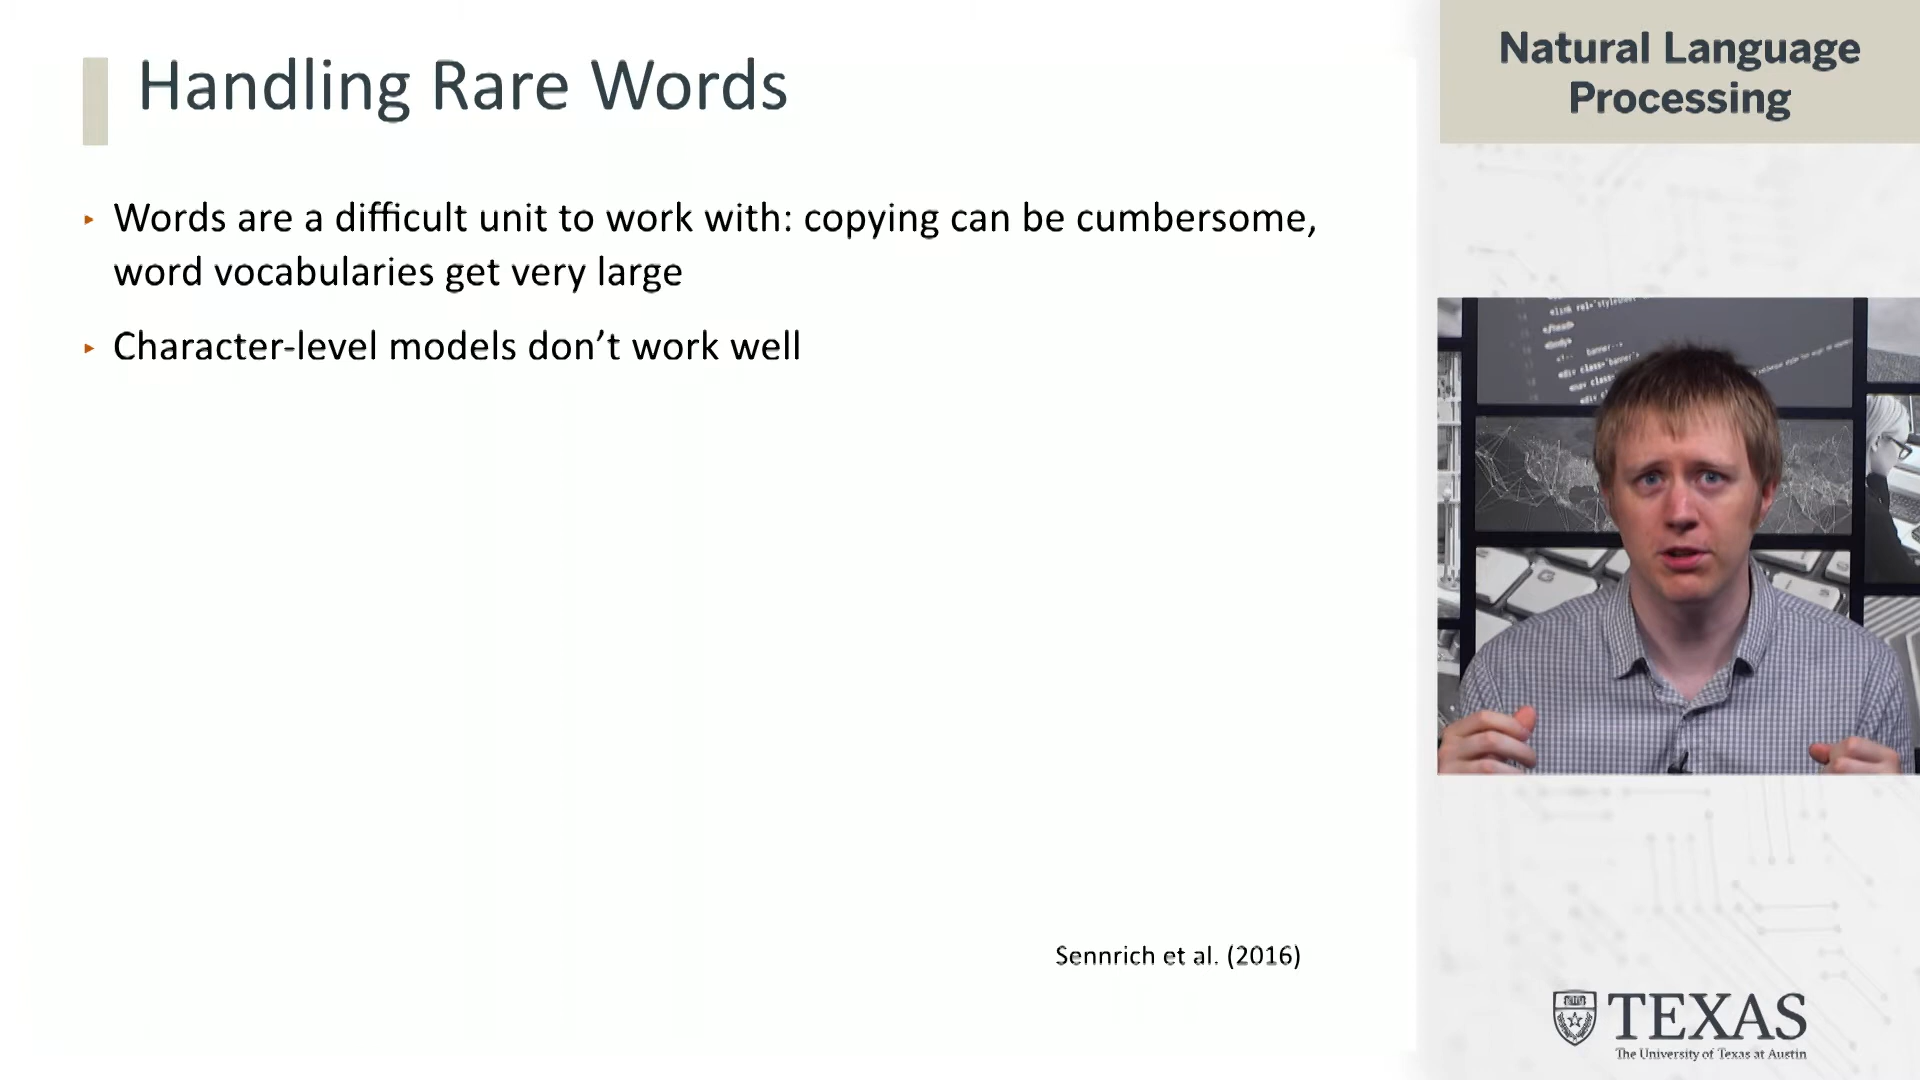 Handling Rare Words
Words are a difficult unit to work with: copying can be cumbersome,
word vocabularies get very large
Character-level models don’t work well
Sennrich et al. (2016)
Natural Language
Processing
TEXAS
The University of Texas at Austin